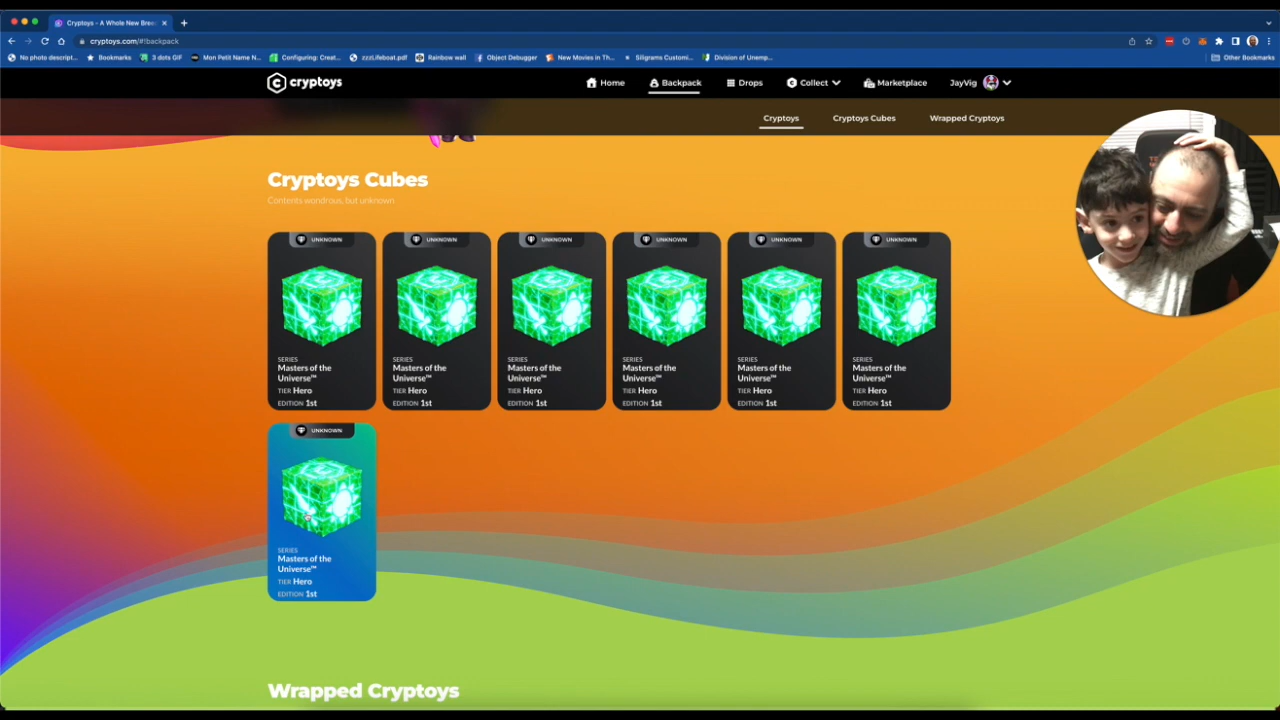 Cryptoys - A Whole New Bree
cryptoys.com/#!backpack
No photo descript... Bookmarks 3 dots GIF Mon Petit Name N... Configuring: Creat... zzzLifeboat.pdf Rainbow wall Object Debugger New Movies in Th... Siligrams Customi... Division of Unemp... Other Bookmarks
cryptoys Home Backpack Drops Collect Marketplace JayVig
Cryptoys Cryptoys Cubes Wrapped Cryptoys
Cryptoys Cubes
Contents wondrous, but unknown
UNKNOWN UNKNOWN UNKNOWN UNKNOWN UNKNOWN UNKNOWN
SERIES SERIES SERIES SERIES SERIES SERIES
Masters of the Masters of the Masters of the Masters of the Masters of the Masters of the
Universe™ Universe™ Universe™ Universe™ Universe™ Universe™
TIER Hero TIER Hero TIER Hero TIER Hero TIER Hero TIER Hero
EDITION 1st EDITION 1st EDITION 1st EDITION 1st EDITION 1st EDITION 1st
UNKNOWN
SERIES
Masters of the
Universe™
TIER Hero
EDITION 1st
Wrapped Cryptoys